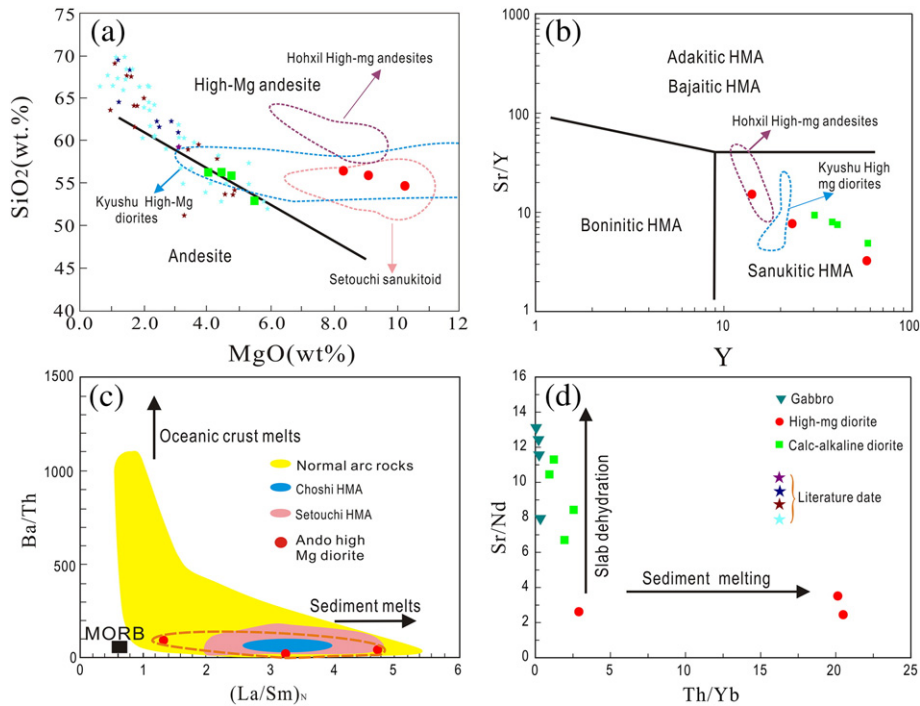 (a)
SiO2(wt.%)
70
65
60
55
50
45
40
Hohxil High-mg andesites
High-Mg andesite
Kyushu High-Mg
diorites
Andesite
Setouchi sanukitoid
0.0
2.0
4.0
6.0
8.0
10.0
12
MgO(wt%)
(b)
Sr/Y
1000
100
10
1
Adakitic HMA
Bajaitic HMA
Hohxil High-mg andesites
Kyushu High
mg diorites
Boninitic HMA
Sanukitic HMA
1
10
100
Y
(c)
Ba/Th
1500
1000
500
0
Oceanic crust melts
Normal arc rocks
Choshi HMA
Setouchi HMA
Ando high
Mg diorite
Sediment melts
MORB
0
1
2
3
4
5
6
(La/Sm)N
(d)
Sr/Nd
16
14
12
10
8
6
4
2
0
Gabbro
High-mg diorite
Calc-alkaline diorite
Literature date
Slab dehydration
Sediment melting
0
5
10
15
20
25
Th/Yb